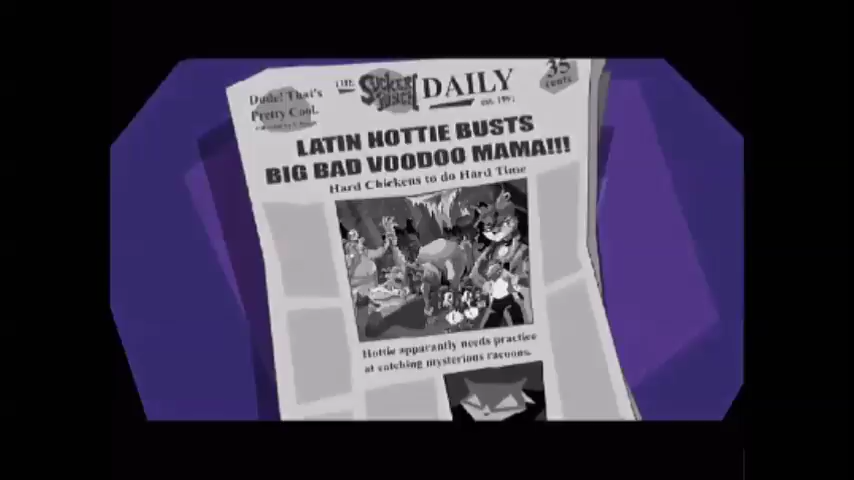 Dude! That's
Pretty Cool.
THE
SUCKER
PUNCH
DAILY
est. 1997
35
cents
LATIN HOTTIE BUSTS
BIG BAD VOODOO MAMA!!!
Hard Chickens to do Hard Time
Hottie apparantly needs practice
at catching mysterious racoons.